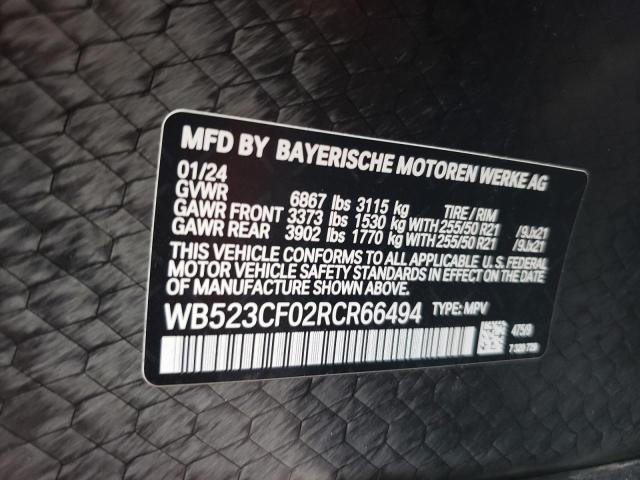 MFD BY BAYERISCHE MOTOREN WERKE AG
01/24
GVWR 6867 lbs 3115 kg TIRE / RIM
GAWR FRONT 3373 lbs 1530 kg WITH 255/50 R21 /9Jx21
GAWR REAR 3902 lbs 1770 kg WITH 255/50 R21 /9Jx21
THIS VEHICLE CONFORMS TO ALL APPLICABLE U.S. FEDERAL
MOTOR VEHICLE SAFETY STANDARDS IN EFFECT ON THE DATE
OF MANUFACTURE SHOWN ABOVE.
WB523CF02RCR66494 TYPE: MPV